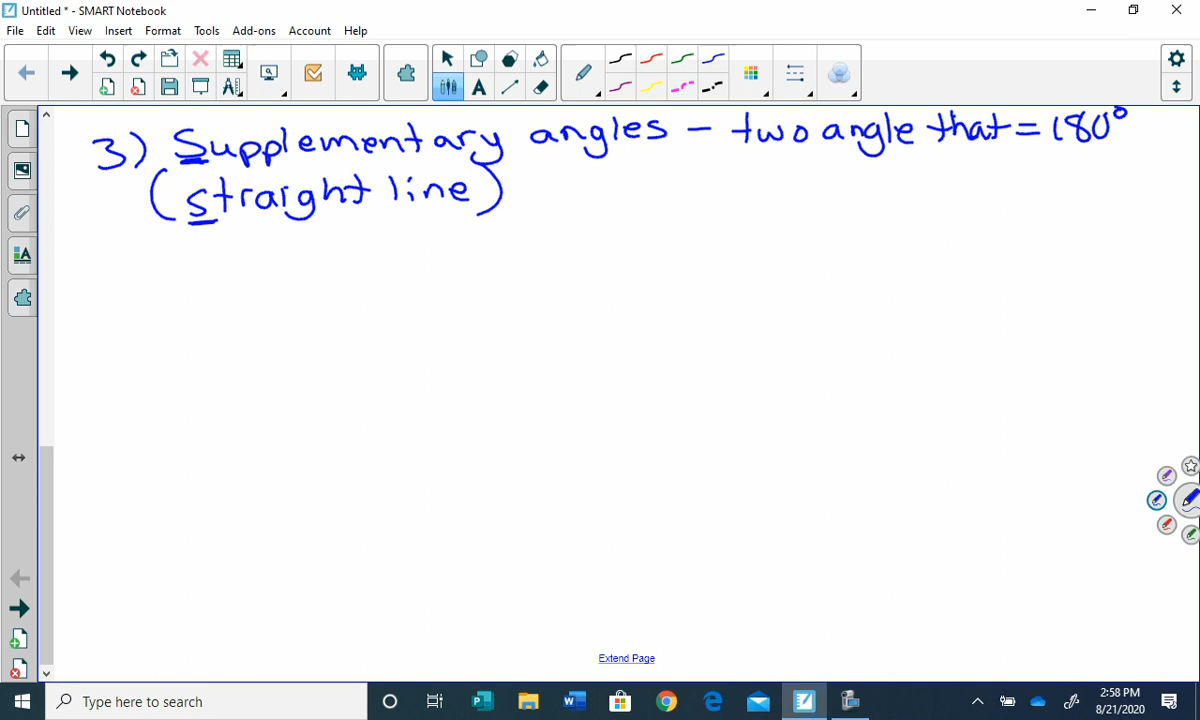 Untitled * - SMART Notebook
File Edit View Insert Format Tools Add-ons Account Help
3) Supplementary angles - two angle that = 180°
(straight line)
Extend Page
Type here to search
2:58 PM
8/21/2020